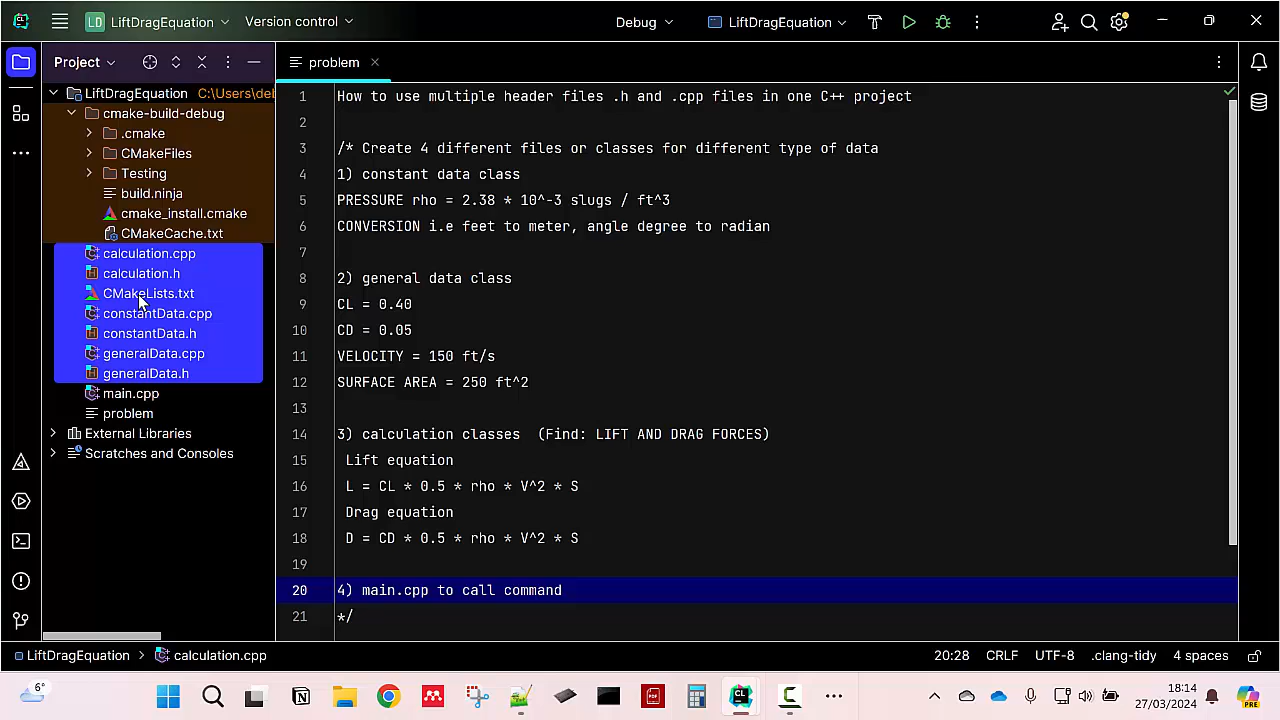 LD LiftDragEquation Version control Debug LiftDragEquation
Project
problem
LiftDragEquation C:\Users\del
cmake-build-debug
.cmake
CMakeFiles
Testing
build.ninja
cmake_install.cmake
CMakeCache.txt
calculation.cpp
calculation.h
CMakeLists.txt
constantData.cpp
constantData.h
generalData.cpp
generalData.h
main.cpp
problem
External Libraries
Scratches and Consoles
1 How to use multiple header files .h and .cpp files in one C++ project
2
3 /* Create 4 different files or classes for different type of data
4 1) constant data class
5 PRESSURE rho = 2.38 * 10^-3 slugs / ft^3
6 CONVERSION i.e feet to meter, angle degree to radian
7
8 2) general data class
9 CL = 0.40
10 CD = 0.05
11 VELOCITY = 150 ft/s
12 SURFACE AREA = 250 ft^2
13
14 3) calculation classes (Find: LIFT AND DRAG FORCES)
15 Lift equation
16 L = CL * 0.5 * rho * V^2 * S
17 Drag equation
18 D = CD * 0.5 * rho * V^2 * S
19
20 4) main.cpp to call command
21 */
LiftDragEquation > calculation.cpp 20:28 CRLF UTF-8 .clang-tidy 4 spaces
6° 18:14
27/03/2024
PRE